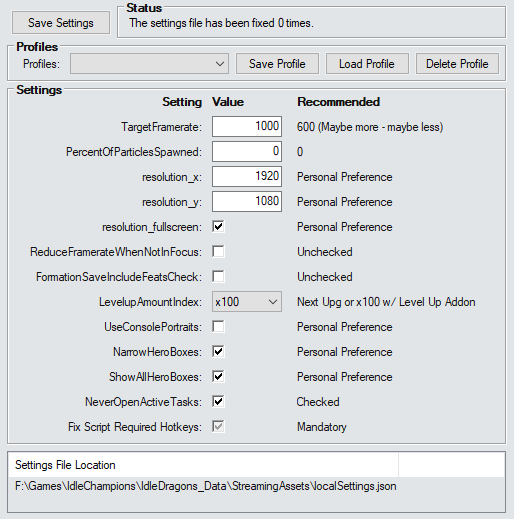 Save Settings
Status
The settings file has been fixed 0 times.
Profiles
Profiles: Save Profile Load Profile Delete Profile
Settings
Setting Value Recommended
TargetFramerate: 1000 600 (Maybe more - maybe less)
PercentOfParticlesSpawned: 0 0
resolution_x: 1920 Personal Preference
resolution_y: 1080 Personal Preference
resolution_fullscreen: Personal Preference
ReduceFramerateWhenNotInFocus: Unchecked
FormationSaveIncludeFeatsCheck: Unchecked
LevelupAmountIndex: x100 Next Upg or x100 w/ Level Up Addon
UseConsolePortraits: Personal Preference
NarrowHeroBoxes: Personal Preference
ShowAllHeroBoxes: Personal Preference
NeverOpenActiveTasks: Checked
Fix Script Required Hotkeys: Mandatory
Settings File Location
F:\Games\IdleChampions\IdleDragons_Data\StreamingAssets\localSettings.json